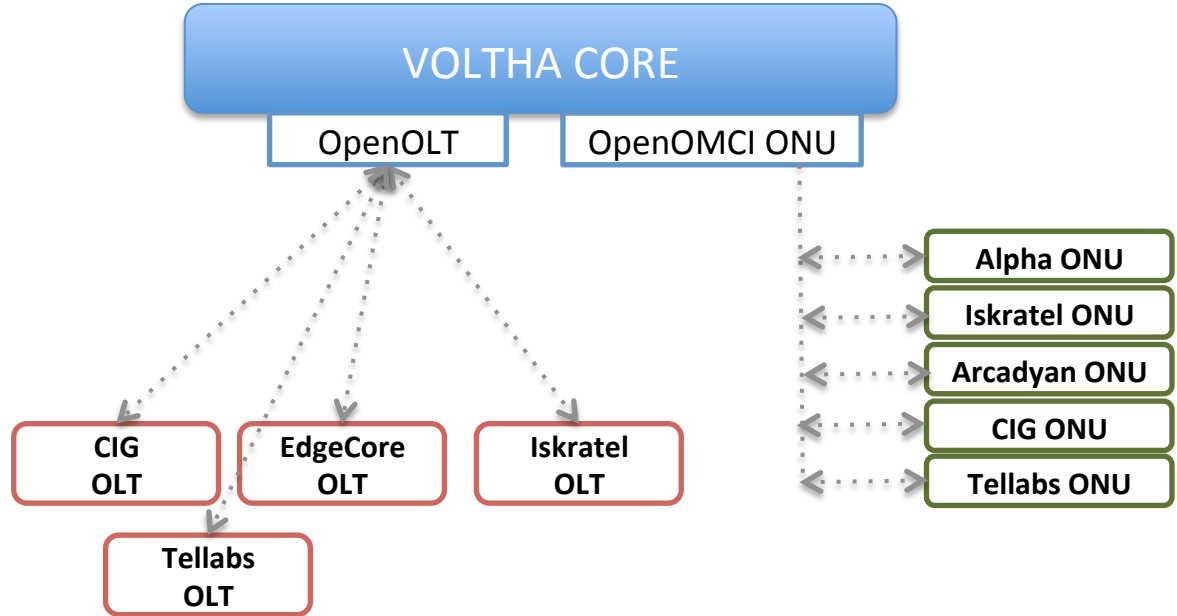 VOLTHA CORE
OpenOLT
OpenOMCI ONU
Alpha ONU
Iskratel ONU
Arcadyan ONU
CIG ONU
Tellabs ONU
CIG
OLT
EdgeCore
OLT
Iskratel
OLT
Tellabs
OLT